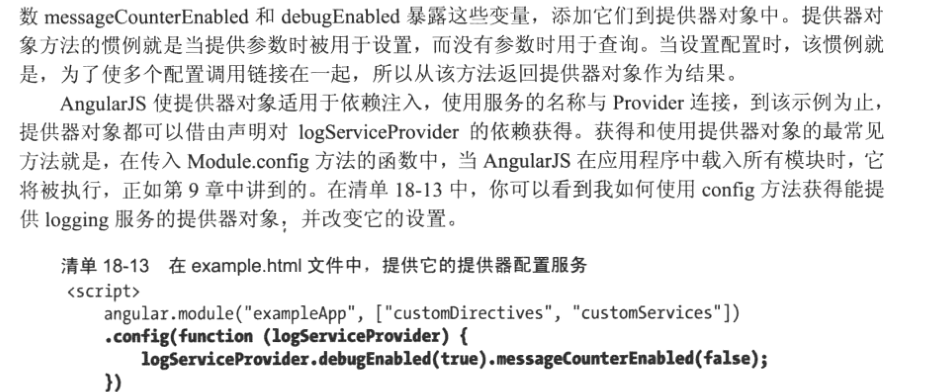 数 messageCounterEnabled 和 debugEnabled 暴露这些变量，添加它们到提供器对象中。提供器对
象方法的惯例就是当提供参数时被用于设置，而没有参数时用于查询。当设置配置时，该惯例就
是，为了使多个配置调用链接在一起，所以从该方法返回提供器对象作为结果。
AngularJS 使提供器对象适用于依赖注入，使用服务的名称与 Provider 连接，到该示例为止，
提供器对象都可以借由声明对 logServiceProvider 的依赖获得。获得和使用提供器对象的最常见
方法就是，在传入 Module.config 方法的函数中，当 AngularJS 在应用程序中载入所有模块时，它
将被执行，正如第 9 章中讲到的。在清单 18-13 中，你可以看到我如何使用 config 方法获得能提
供 logging 服务的提供器对象，并改变它的设置。
清单 18-13 在 example.html 文件中，提供它的提供器配置服务
<script>
angular.module("exampleApp", ["customDirectives", "customServices"])
.config(function (logServiceProvider) {
logServiceProvider.debugEnabled(true).messageCounterEnabled(false);
})